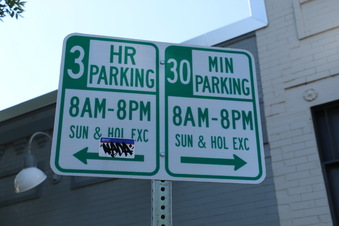 3 HR PARKING
8AM-8PM
SUN & HOL EXC
30 MIN PARKING
8AM-8PM
SUN & HOL EXC